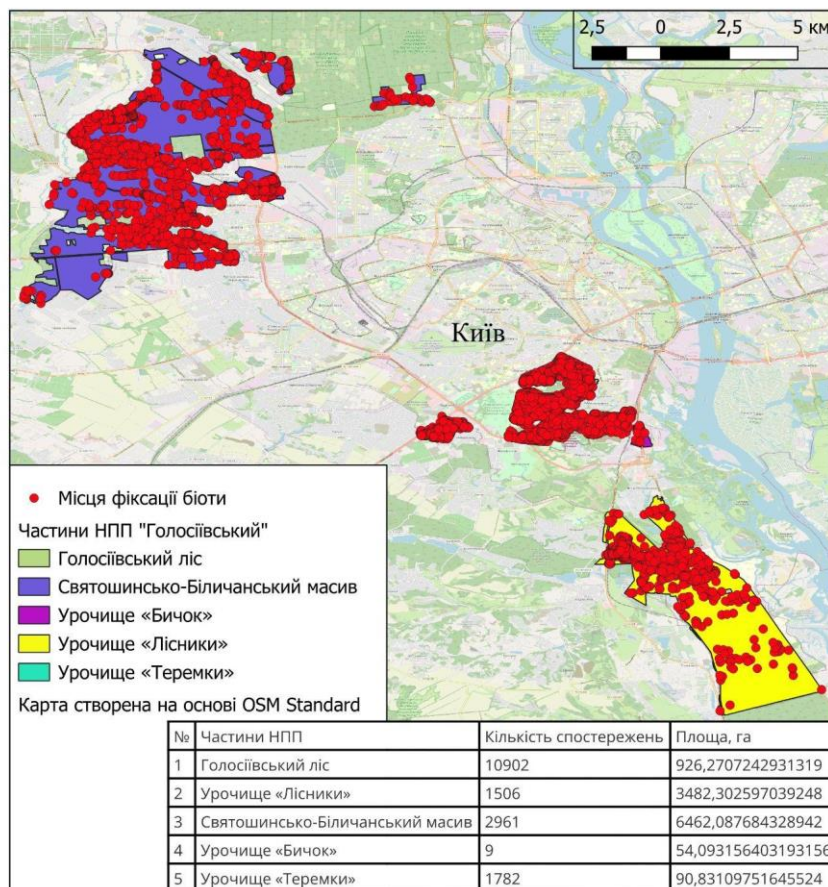 2,5 0 2,5 5 км
Київ
Місця фіксації біоти
Частини НПП "Голосіївський"
Голосіївський ліс
Святошинсько-Біличанський масив
Урочище «Бичок»
Урочище «Лісники»
Урочище «Теремки»
Карта створена на основі OSM Standard
№ Частини НПП Кількість спостережень Площа, га
1 Голосіївський ліс 10902 926,2707242931319
2 Урочище «Лісники» 1506 3482,302597039248
3 Святошинсько-Біличанський масив 2961 6462,087684328942
4 Урочище «Бичок» 9 54,093156403193156
5 Урочище «Теремки» 1782 90,83109751645524